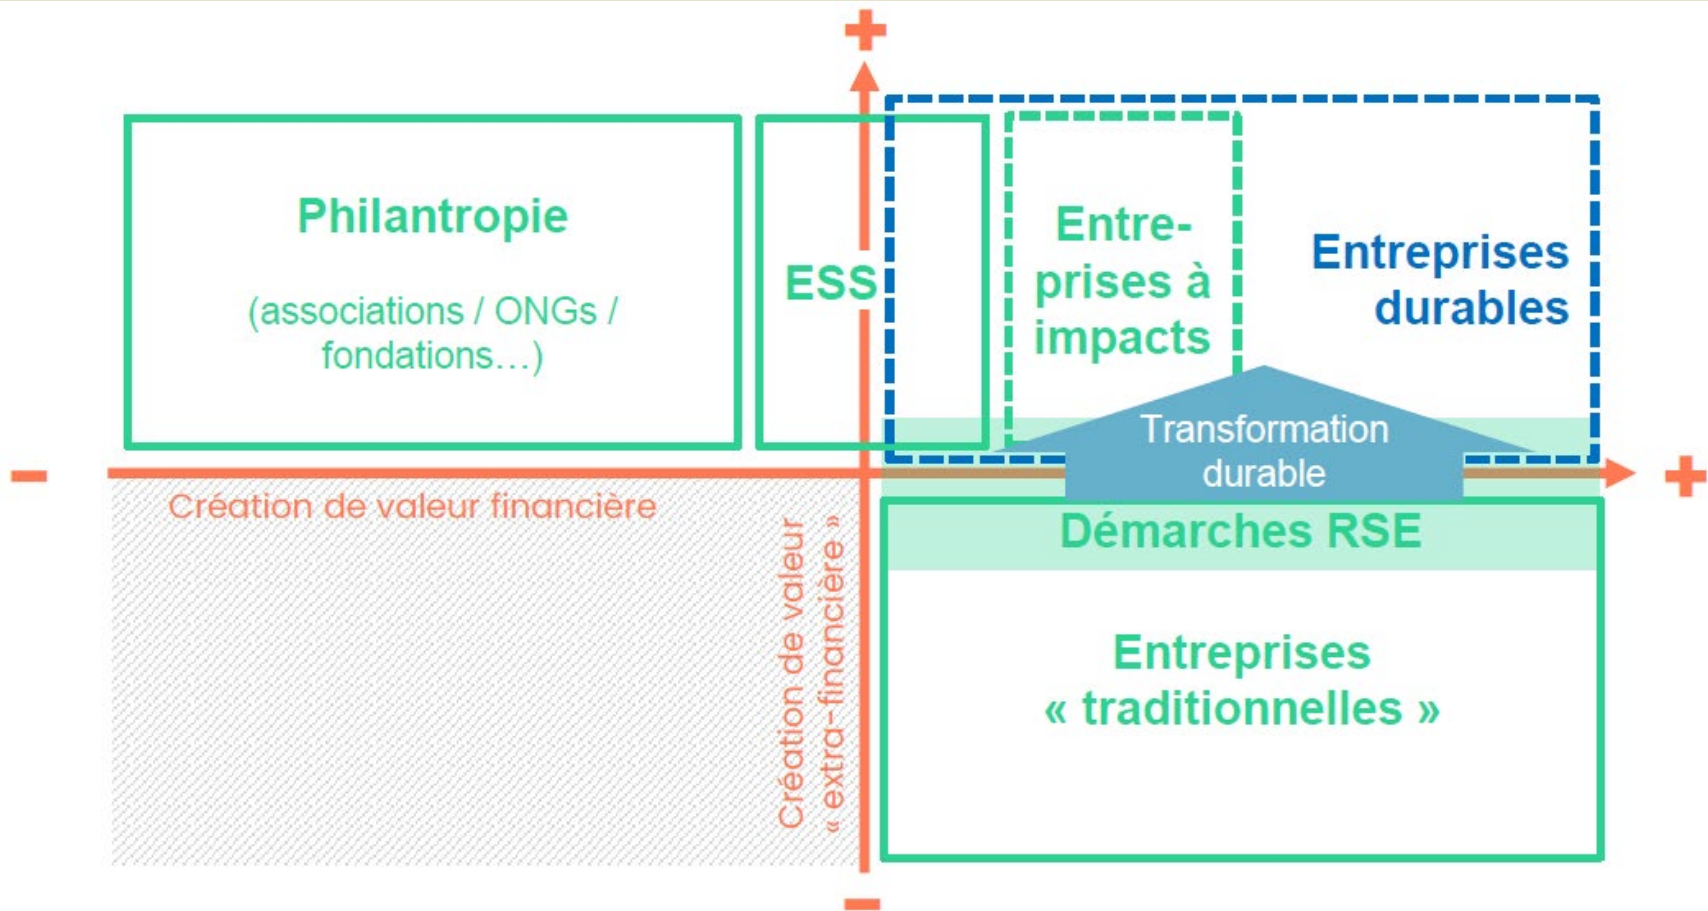 +
Philantropie
(associations / ONGs /
fondations…)
ESS
Entre-
prises à
impacts
Entreprises
durables
Transformation
durable
-
+
Création de valeur financière
Création de valeur
« extra-financière »
Démarches RSE
Entreprises
« traditionnelles »
-